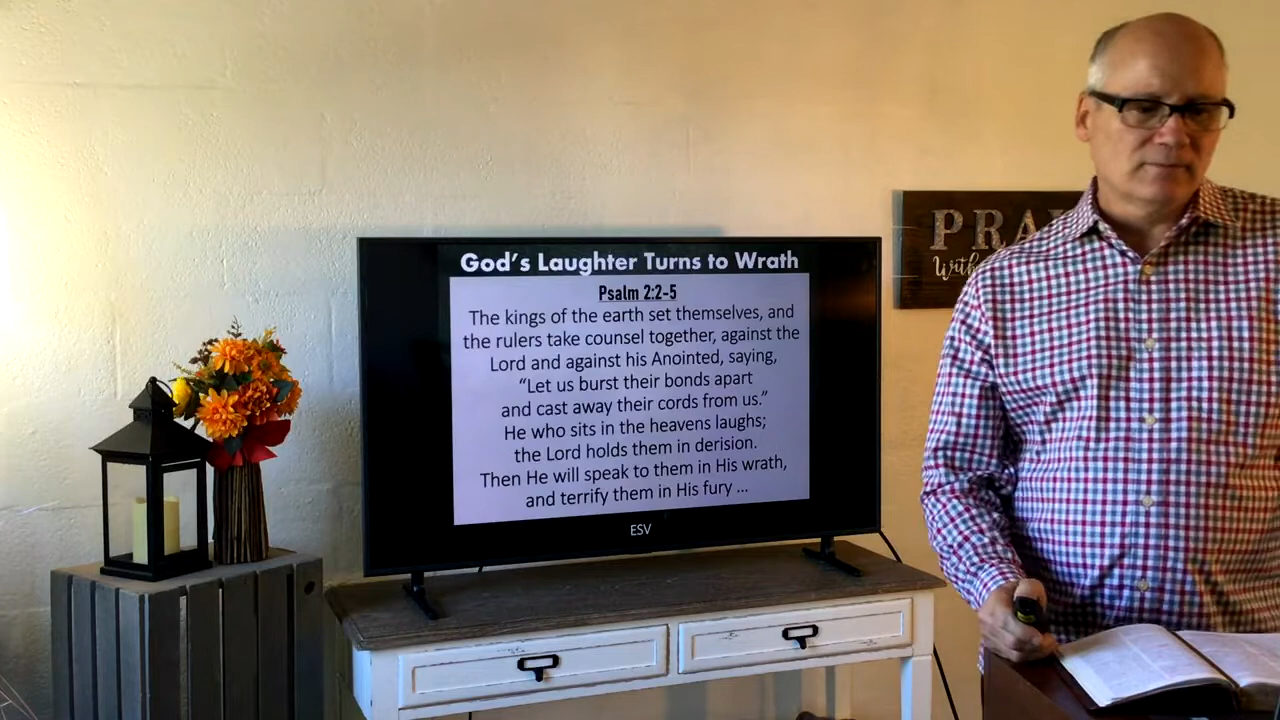 God's Laughter Turns to Wrath
Psalm 2:2-5
The kings of the earth set themselves, and
the rulers take counsel together, against the
Lord and against his Anointed, saying,
“Let us burst their bonds apart
and cast away their cords from us.”
He who sits in the heavens laughs;
the Lord holds them in derision.
Then He will speak to them in His wrath,
and terrify them in His fury ...
ESV
PRA
With